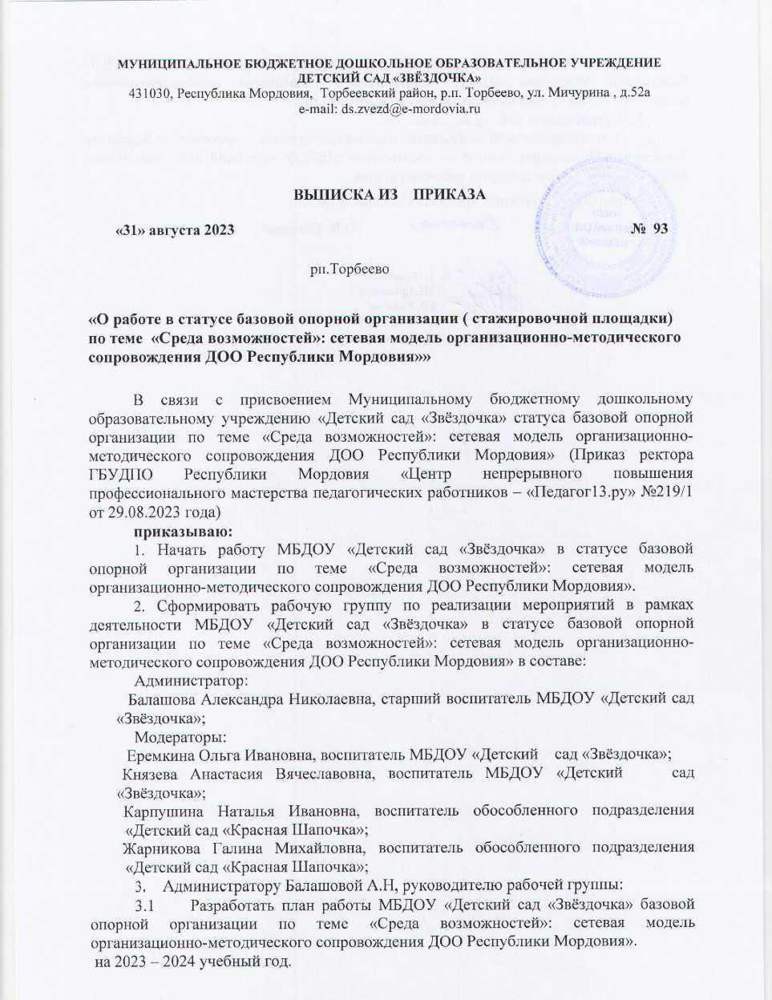 МУНИЦИПАЛЬНОЕ БЮДЖЕТНОЕ ДОШКОЛЬНОЕ ОБРАЗОВАТЕЛЬНОЕ УЧРЕЖДЕНИЕ
ДЕТСКИЙ САД «ЗВЁЗДОЧКА»
431030, Республика Мордовия, Торбеевский район, р.п. Торбеево, ул. Мичурина , д.52а
e-mail: ds.zvezd@e-mordovia.ru
ВЫПИСКА ИЗ ПРИКАЗА
«31» августа 2023 № 93
рп.Торбеево
«О работе в статусе базовой опорной организации ( стажировочной площадки)
по теме «Среда возможностей»: сетевая модель организационно-методического
сопровождения ДОО Республики Мордовия»»
В связи с присвоением Муниципальному бюджетному дошкольному
образовательному учреждению «Детский сад «Звёздочка» статуса базовой опорной
организации по теме «Среда возможностей»: сетевая модель организационно-
методического сопровождения ДОО Республики Мордовия» (Приказ ректора
ГБУДПО Республики Мордовия «Центр непрерывного повышения
профессионального мастерства педагогических работников – «Педагог13.ру» №219/1
от 29.08.2023 года)
приказываю:
1. Начать работу МБДОУ «Детский сад «Звёздочка» в статусе базовой
опорной организации по теме «Среда возможностей»: сетевая модель
организационно-методического сопровождения ДОО Республики Мордовия».
2. Сформировать рабочую группу по реализации мероприятий в рамках
деятельности МБДОУ «Детский сад «Звёздочка» в статусе базовой опорной
организации по теме «Среда возможностей»: сетевая модель организационно-
методического сопровождения ДОО Республики Мордовия» в составе:
Администратор:
Балашова Александра Николаевна, старший воспитатель МБДОУ «Детский сад
«Звёздочка»;
Модераторы:
Еремкина Ольга Ивановна, воспитатель МБДОУ «Детский сад «Звёздочка»;
Князева Анастасия Вячеславовна, воспитатель МБДОУ «Детский сад
«Звёздочка»;
Карпушина Наталья Ивановна, воспитатель обособленного подразделения
«Детский сад «Красная Шапочка»;
Жарникова Галина Михайловна, воспитатель обособленного подразделения
«Детский сад «Красная Шапочка»;
3. Администратору Балашовой А.Н, руководителю рабочей группы:
3.1 Разработать план работы МБДОУ «Детский сад «Звёздочка» базовой
опорной организации по теме «Среда возможностей»: сетевая модель
организационно-методического сопровождения ДОО Республики Мордовия».
на 2023 – 2024 учебный год.